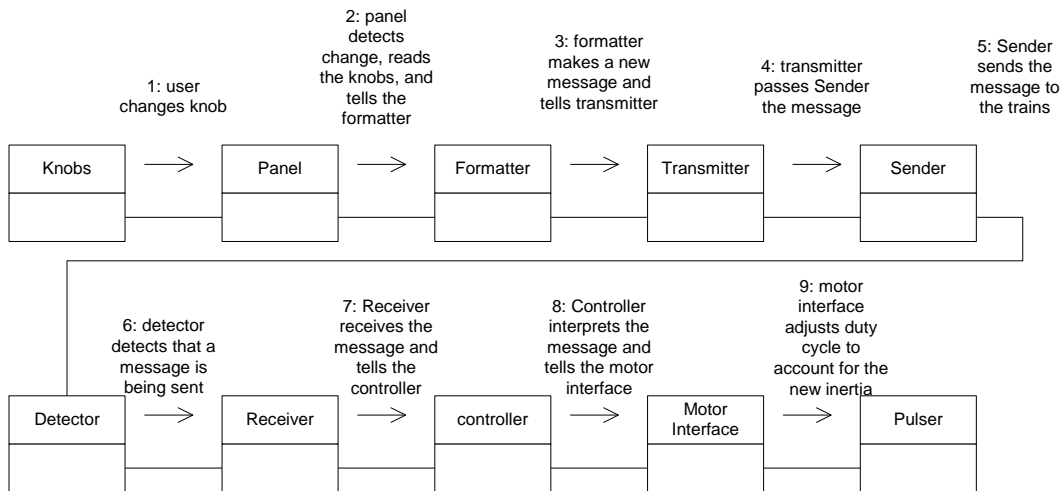 1: user
changes knob
2: panel
detects
change, reads
the knobs, and
tells the
formatter
3: formatter
makes a new
message and
tells transmitter
4: transmitter
passes Sender
the message
5: Sender
sends the
message to
the trains
Knobs
Panel
Formatter
Transmitter
Sender
6: detector
detects that a
message is
being sent
7: Receiver
receives the
message and
tells the
controller
8: Controller
interprets the
message and
tells the motor
interface
9: motor
interface
adjusts duty
cycle to
account for
the new inertia
Detector
Receiver
controller
Motor
Interface
Pulser